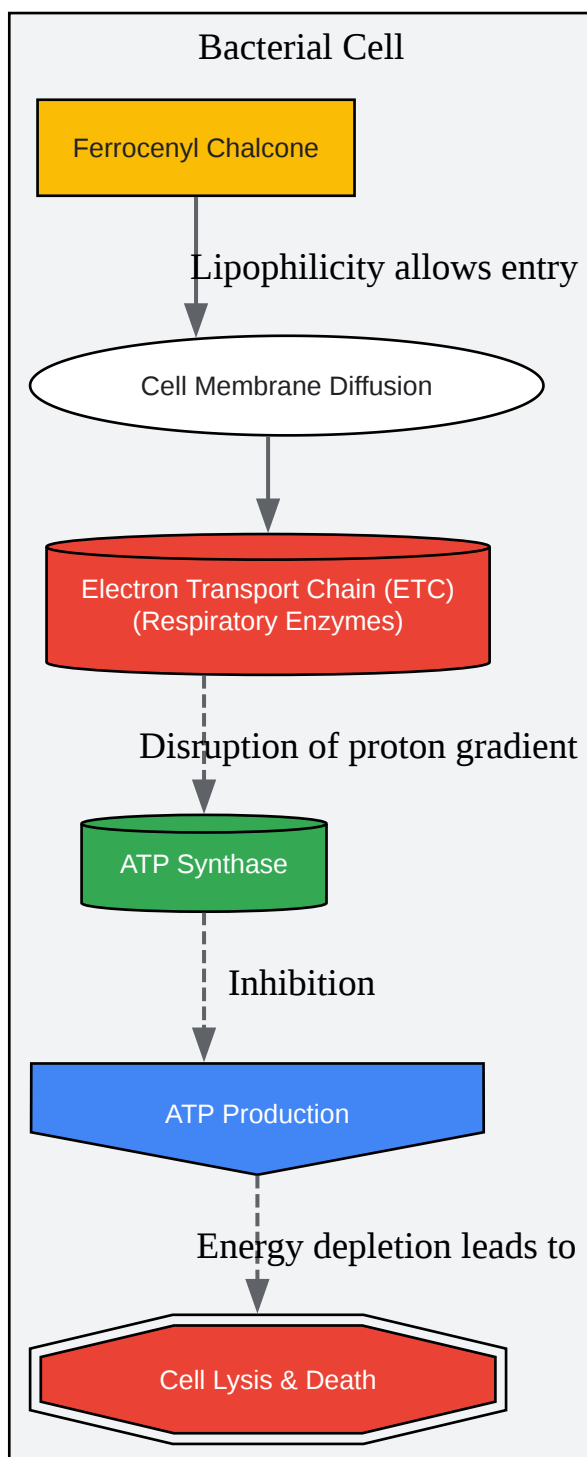 Bacterial Cell
Ferrocenyl Chalcone
Lipophilicity allows entry
Cell Membrane Diffusion
Electron Transport Chain (ETC)
(Respiratory Enzymes)
Disruption of proton gradient
ATP Synthase
Inhibition
ATP Production
Energy depletion leads to
Cell Lysis & Death